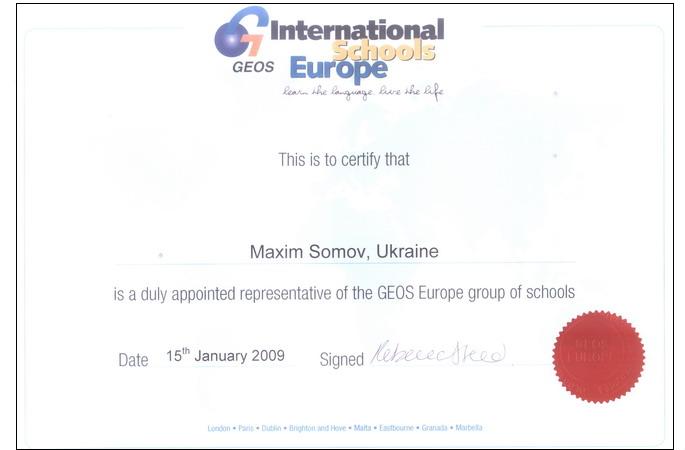 International
Schools
GEOS Europe
learn the language live the life
This is to certify that
Maxim Somov, Ukraine
is a duly appointed representative of the GEOS Europe group of schools
Date 15th January 2009 Signed
GEOS
EUROPE
London • Paris • Dublin • Brighton and Hove • Malta • Eastbourne • Granada • Marbella